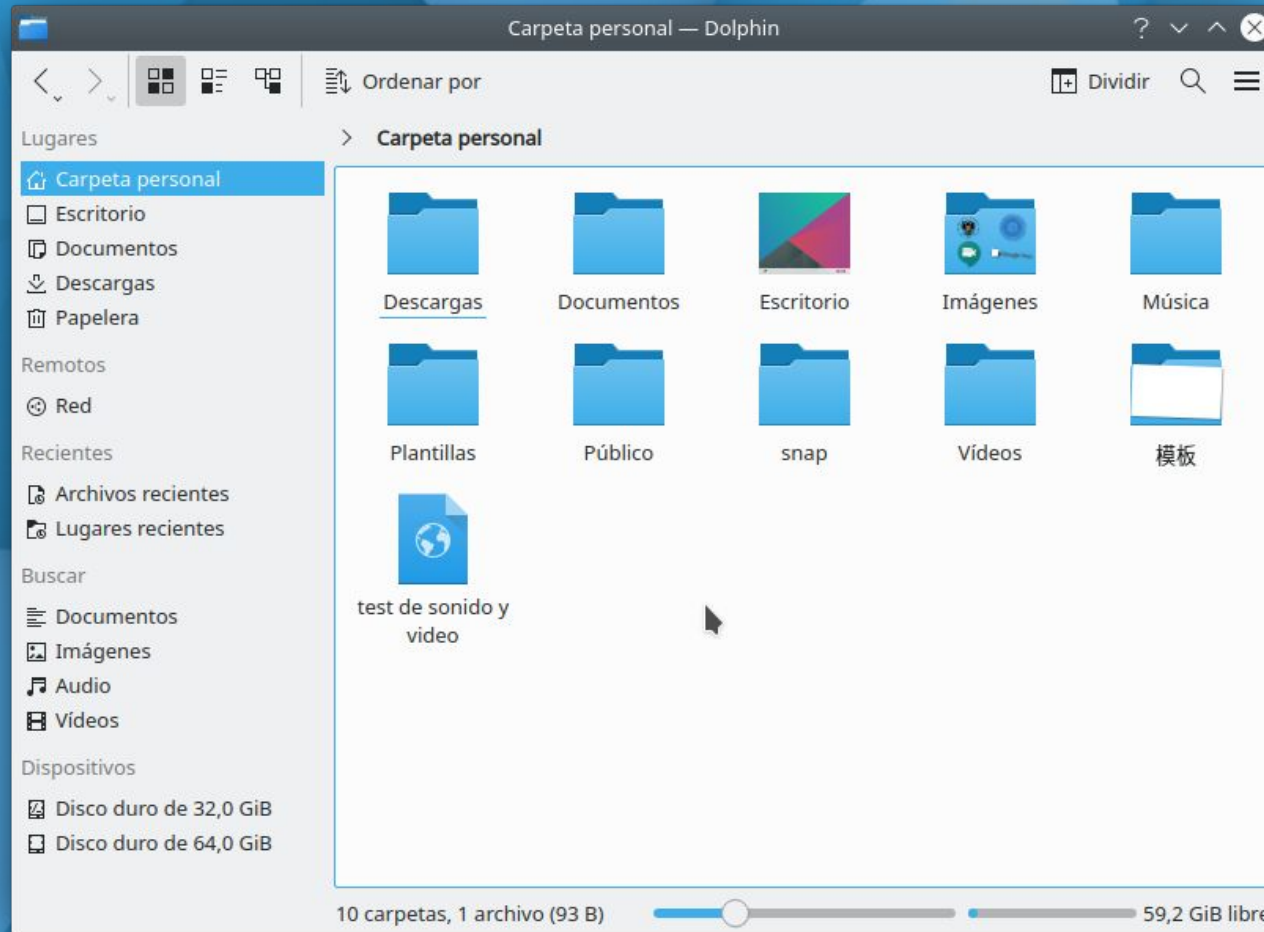 Carpeta personal — Dolphin
Ordenar por
Dividir
Lugares
Carpeta personal
Escritorio
Documentos
Descargas
Papelera
Remotos
Red
Recientes
Archivos recientes
Lugares recientes
Buscar
Documentos
Imágenes
Audio
Vídeos
Dispositivos
Disco duro de 32,0 GiB
Disco duro de 64,0 GiB
Carpeta personal
Descargas
Documentos
Escritorio
Imágenes
Música
Plantillas
Público
snap
Vídeos
模板
test de sonido y
video
10 carpetas, 1 archivo (93 B)
59,2 GiB libre